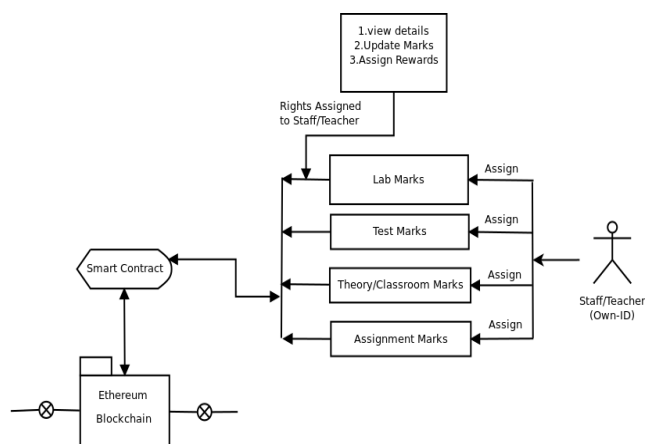 1.view details
2.Update Marks
3.Assign Rewards
Rights Assigned
to Staff/Teacher
Lab Marks
Assign
Test Marks
Assign
Smart Contract
Theory/Classroom Marks
Assign
Staff/Teacher
(Own-ID)
Assignment Marks
Assign
Ethereum
Blockchain